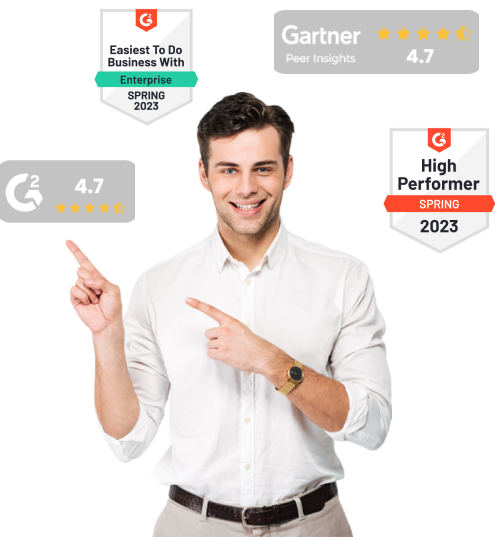 G2
Easiest To Do
Business With
Enterprise
SPRING
2023
Gartner
Peer Insights
4.7
G2
4.7
G2
High
Performer
SPRING
2023